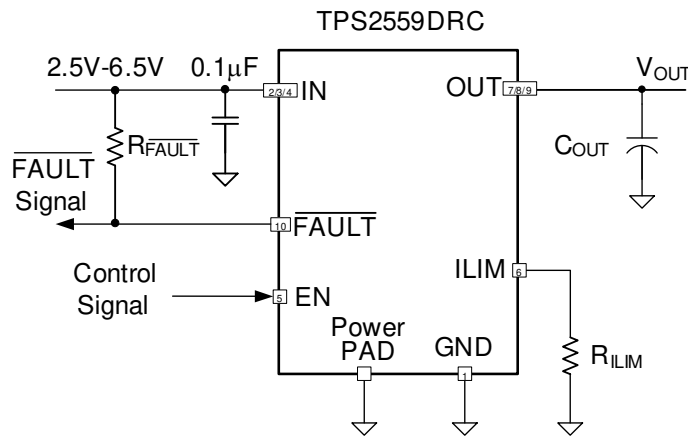 TPS2559DRC
2.5V-6.5V
0.1μF
2/3/4
IN
OUT
7/8/9
VOUT
RFAULT
COUT
FAULT
Signal
10
FAULT
ILIM
6
Control
Signal
5
EN
Power
PAD
GND
1
RILIM